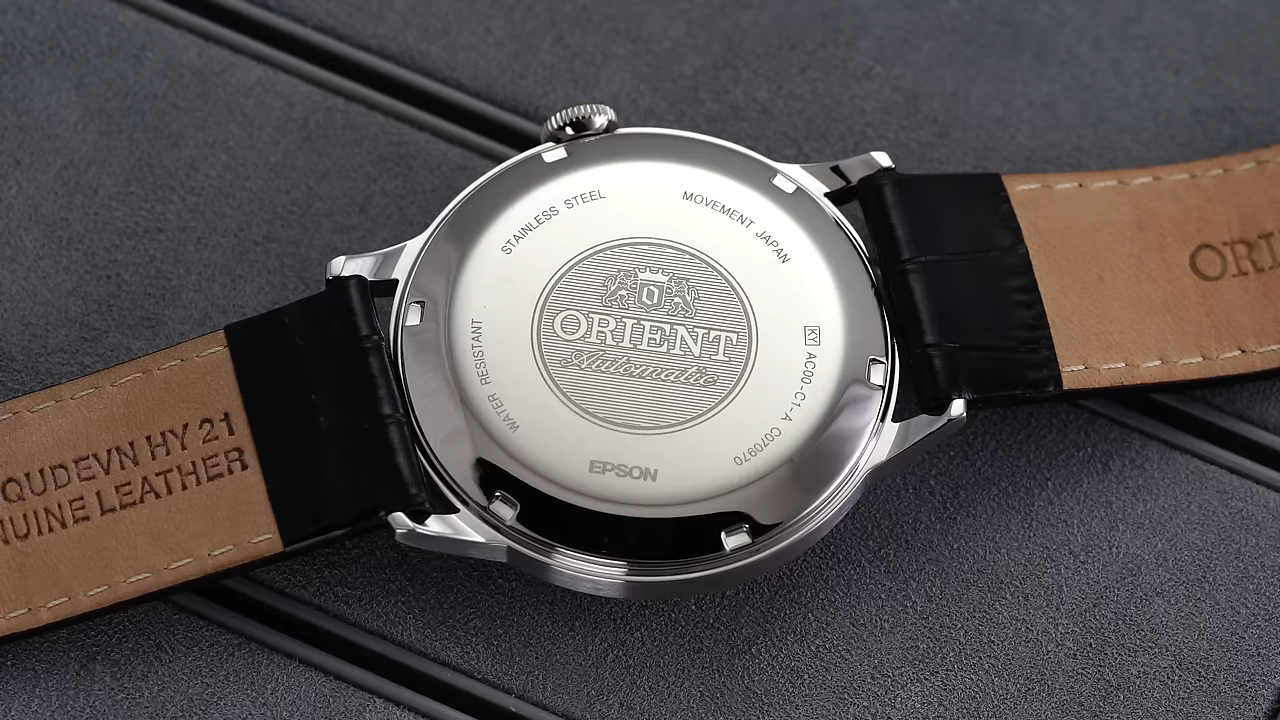 STAINLESS STEEL
MOVEMENT JAPAN
KY AC00-C1-A C070970
EPSON
WATER RESISTANT
ORIENT
Automatic
QUDEVN HY 21
NUINE LEATHER
ORI